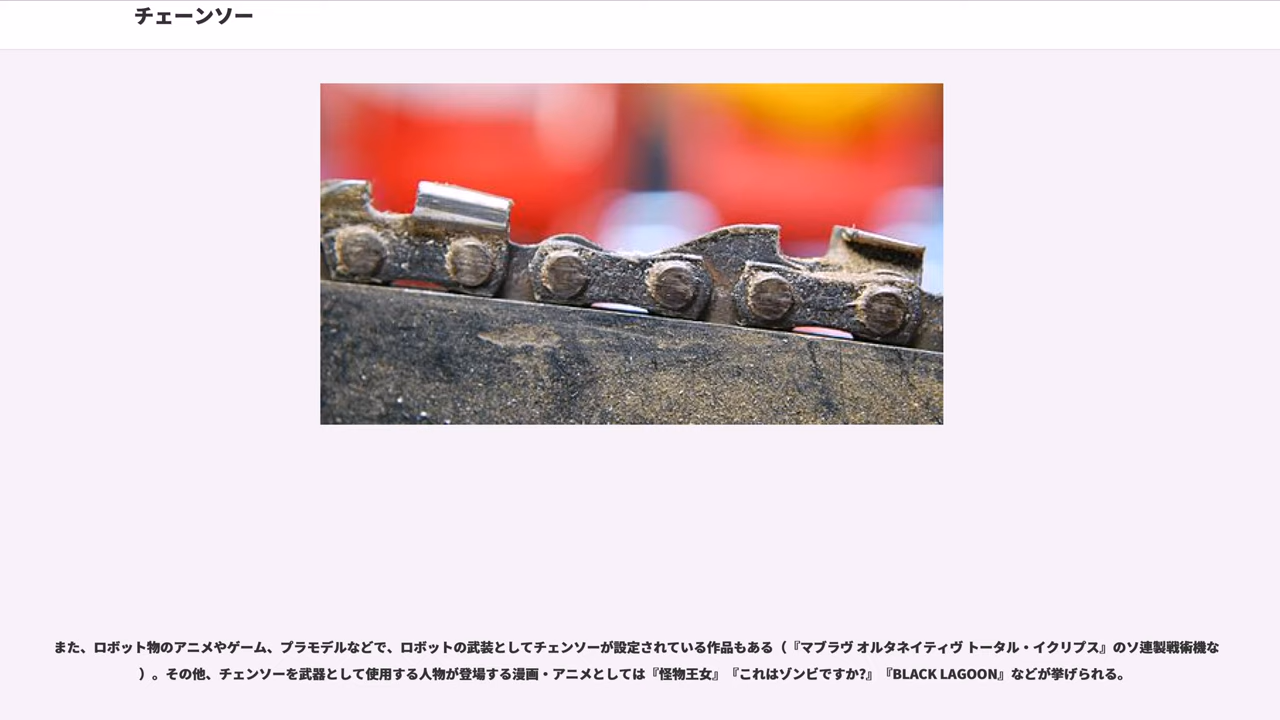 チェーンソー
また、ロボット物のアニメやゲーム、プラモデルなどで、ロボットの武装としてチェンソーが設定されている作品もある（『マブラヴ オルタネイティヴ トータル・イクリプス』のソ連製戦術機な
）。その他、チェンソーを武器として使用する人物が登場する漫画・アニメとしては『怪物王女』『これはゾンビですか?』『BLACK LAGOON』などが挙げられる。